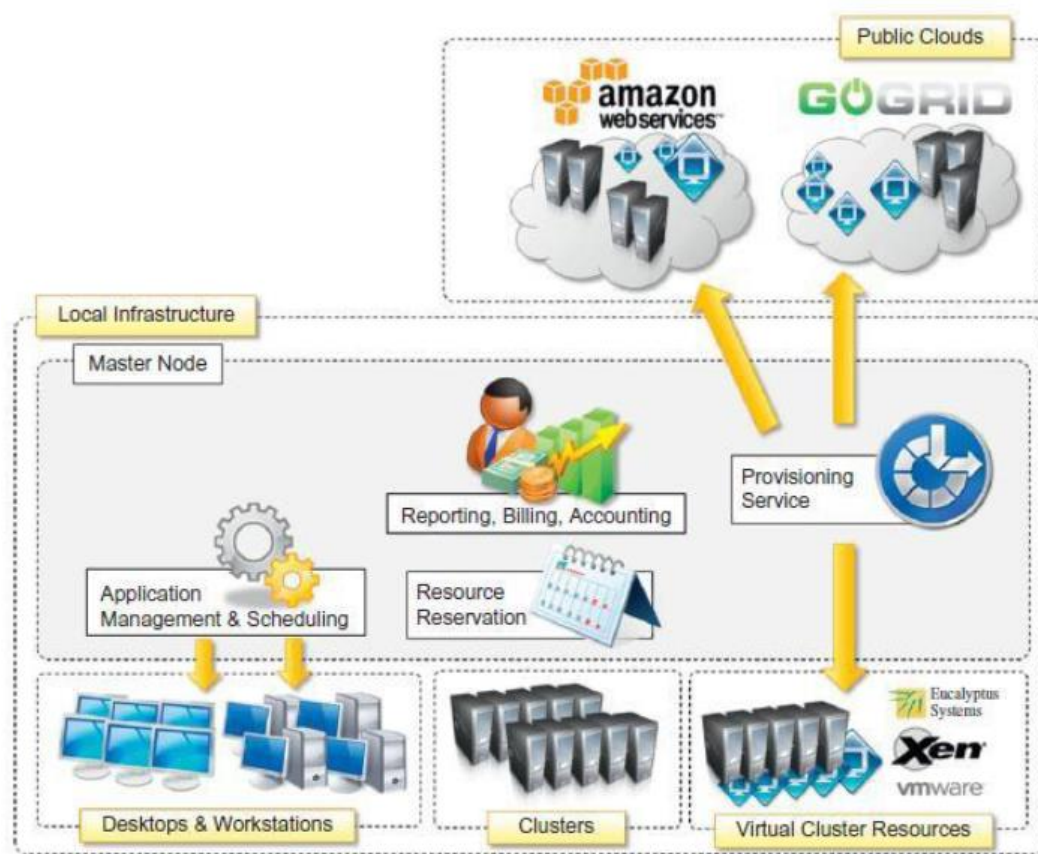 Public Clouds
amazon
webservices™
GOGRID
Local Infrastructure
Master Node
Reporting, Billing, Accounting
Provisioning
Service
Application
Management & Scheduling
Resource
Reservation
Eucalyptus
Systems
Xen
vmware
Desktops & Workstations
Clusters
Virtual Cluster Resources